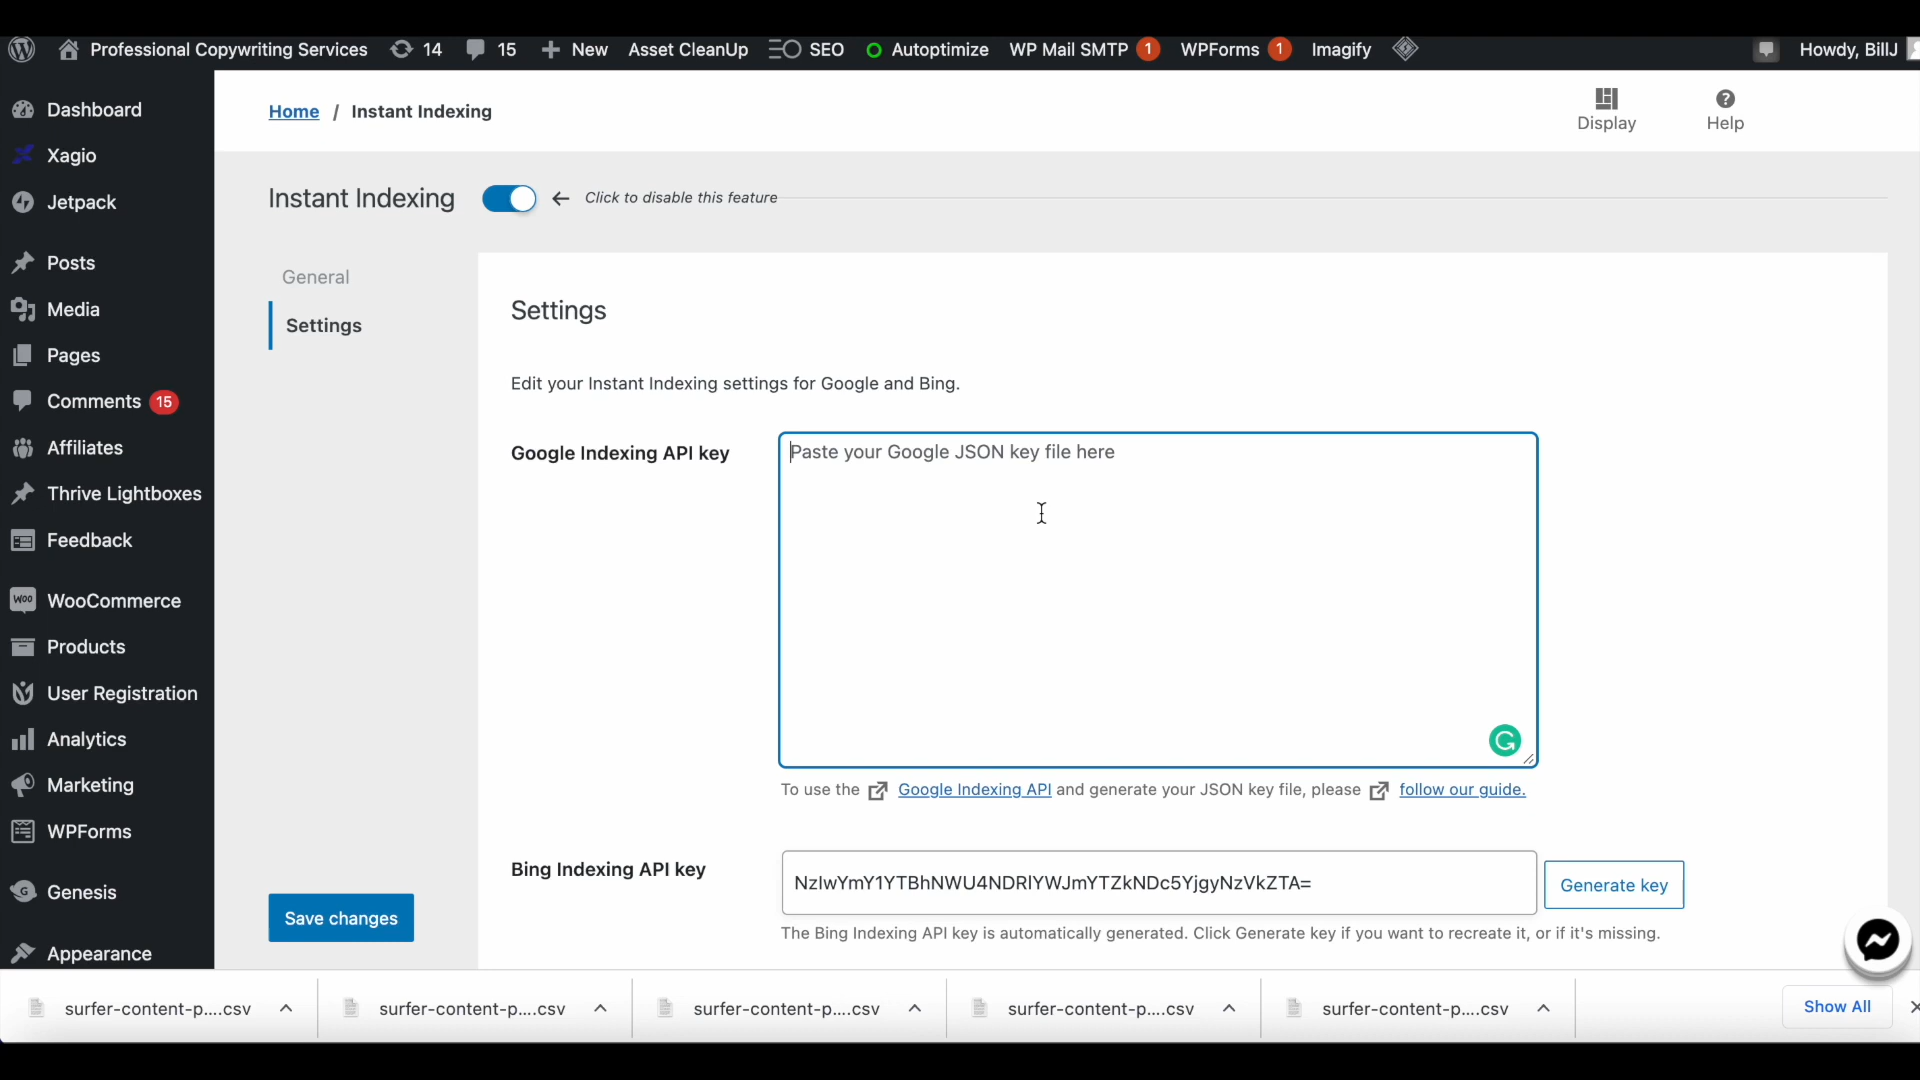 Professional Copywriting Services 14 15 New Asset CleanUp SEO Autoptimize WP Mail SMTP 1 WPForms 1 Imagify Howdy, BillJ
Dashboard
Xagio
Jetpack
Posts
Media
Pages
Comments 15
Affiliates
Thrive Lightboxes
Feedback
Woo WooCommerce
Products
User Registration
Analytics
Marketing
WPForms
Genesis
Appearance
Home / Instant Indexing
Display
Help
Instant Indexing ← Click to disable this feature
General
Settings
Save changes
Settings
Edit your Instant Indexing settings for Google and Bing.
Google Indexing API key
Paste your Google JSON key file here
To use the Google Indexing API and generate your JSON key file, please follow our guide.
Bing Indexing API key
NzIwYmY1YTBhNWU4NDRlYWJmYTZkNDc5YjgyNzVkZTA=
Generate key
The Bing Indexing API key is automatically generated. Click Generate key if you want to recreate it, or if it's missing.
surfer-content-p....csv surfer-content-p....csv surfer-content-p....csv surfer-content-p....csv surfer-content-p....csv Show All